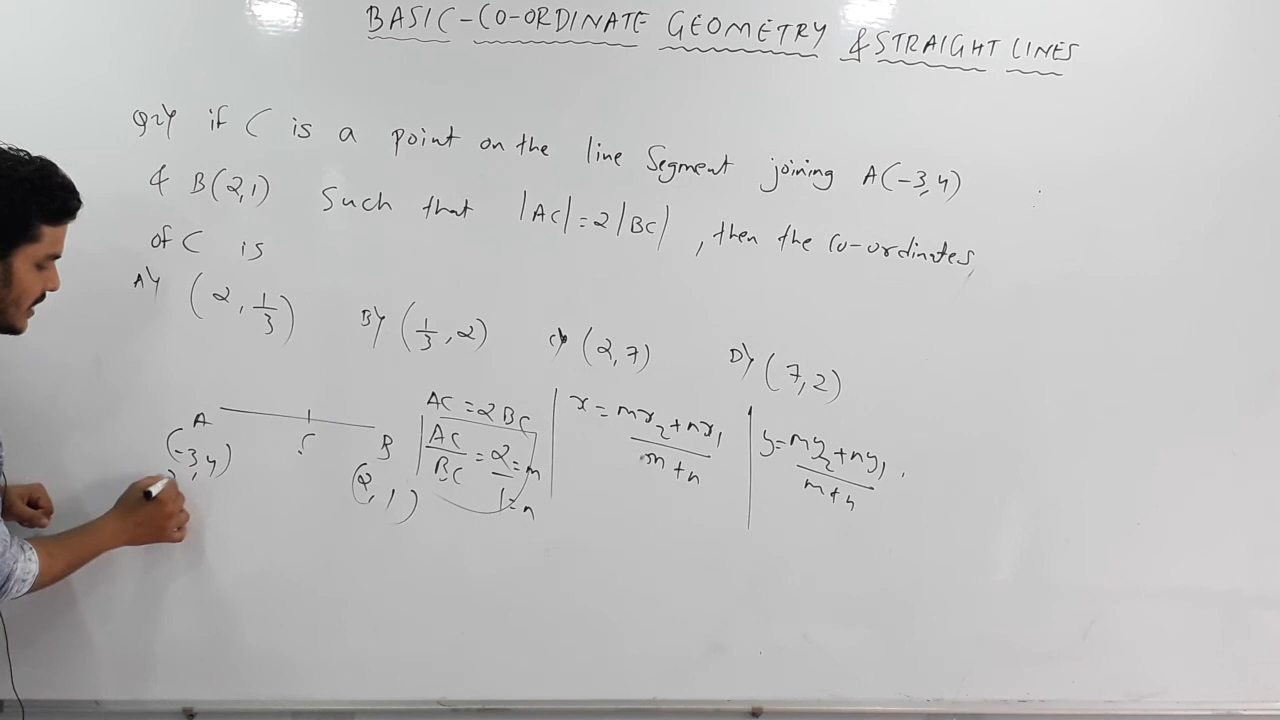 BASIC-CO-ORDINATE GEOMETRY & STRAIGHT LINES
Q2 if C is a point on the line Segment joining A(-3,4)
& B(2,1) Such that |AC|=2|BC|, then the Co-ordinates
of C is
A) (2, 1/3) B) (1/3, 2) C) (2,7) D) (7,2)
A C B
(-3,4) (2,1)
AC = 2BC
AC/BC = 2/1 = m
= n
x = mx₂+nx₁ / m+n
y = my₂+ny₁ / m+n